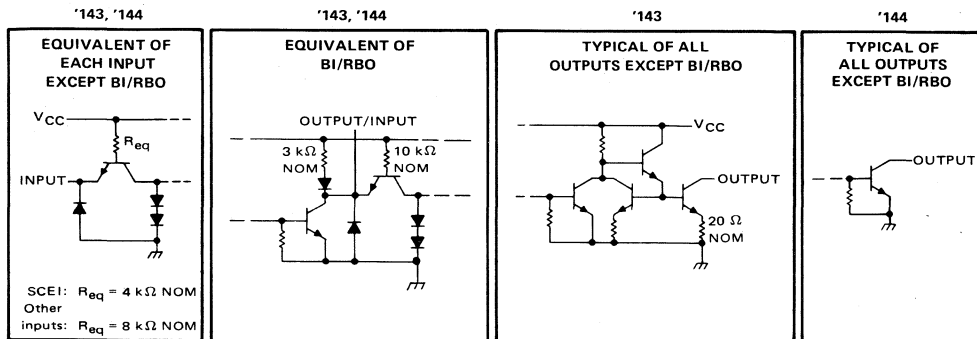 '143, '144
EQUIVALENT OF
EACH INPUT
EXCEPT BI/RBO
VCC
Req
INPUT
SCEI: Req = 4 kΩ NOM
Other
inputs: Req = 8 kΩ NOM
'143, '144
EQUIVALENT OF
BI/RBO
OUTPUT/INPUT
3 kΩ
NOM
10 kΩ
NOM
'143
TYPICAL OF ALL
OUTPUTS EXCEPT BI/RBO
VCC
OUTPUT
20 Ω
NOM
'144
TYPICAL OF
ALL OUTPUTS
EXCEPT BI/RBO
OUTPUT